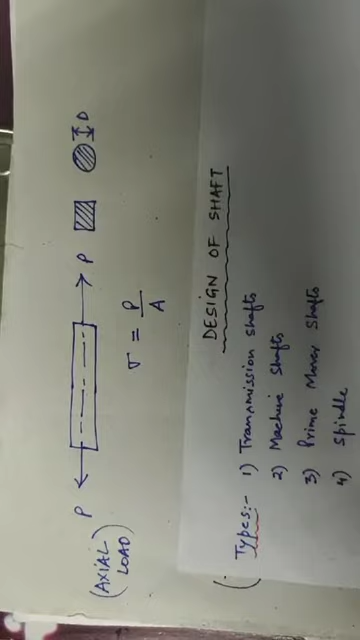 (AXIAL LOAD)
P P D
σ = P/A
DESIGN OF SHAFT
(Types:- 1) Transmission shafts
2) Machine shafts
3) Prime Mover Shafts
4) Spindle